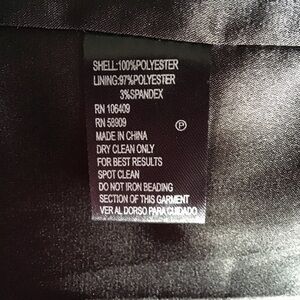 SHELL:100%POLYESTER
LINING:97%POLYESTER
3%SPANDEX
RN 106409
RN 58909
P
MADE IN CHINA
DRY CLEAN ONLY
FOR BEST RESULTS
SPOT CLEAN
DO NOT IRON BEADING
SECTION OF THIS GARMENT
VER AL DORSO PARA CUIDADO